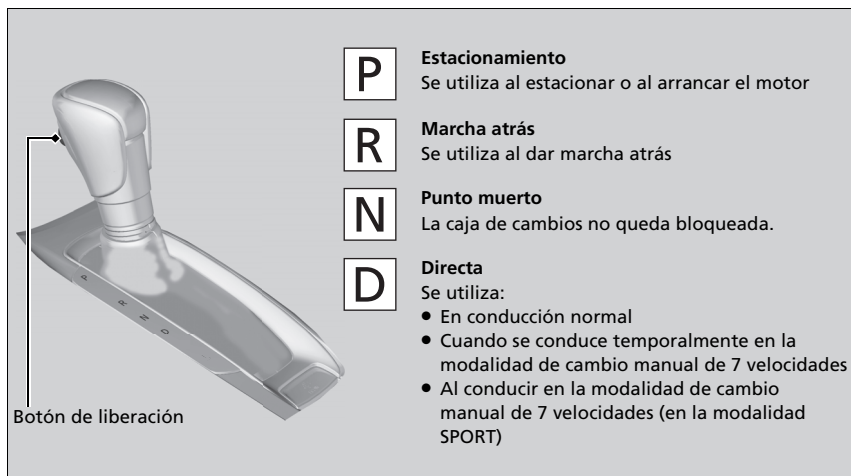 P
Estacionamiento
Se utiliza al estacionar o al arrancar el motor
R
Marcha atrás
Se utiliza al dar marcha atrás
N
Punto muerto
La caja de cambios no queda bloqueada.
D
Directa
Se utiliza:
● En conducción normal
● Cuando se conduce temporalmente en la
modalidad de cambio manual de 7 velocidades
● Al conducir en la modalidad de cambio
manual de 7 velocidades (en la modalidad
SPORT)
P
R
N
D
Botón de liberación